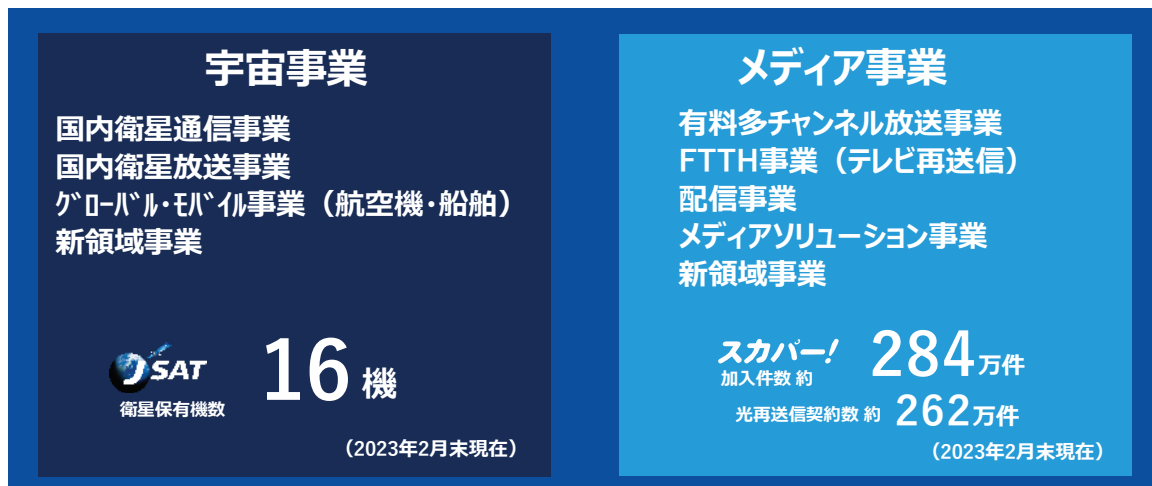 宇宙事業
国内衛星通信事業
国内衛星放送事業
ｸﾞﾛｰﾊﾞﾙ・ﾓﾊﾞｲﾙ事業（航空機・船舶）
新領域事業
JSAT
16機
衛星保有機数
（2023年2月末現在）
メディア事業
有料多チャンネル放送事業
FTTH事業（テレビ再送信）
配信事業
メディアソリューション事業
新領域事業
スカパー! 284万件
加入件数 約
光再送信契約数 約 262万件
（2023年2月末現在）